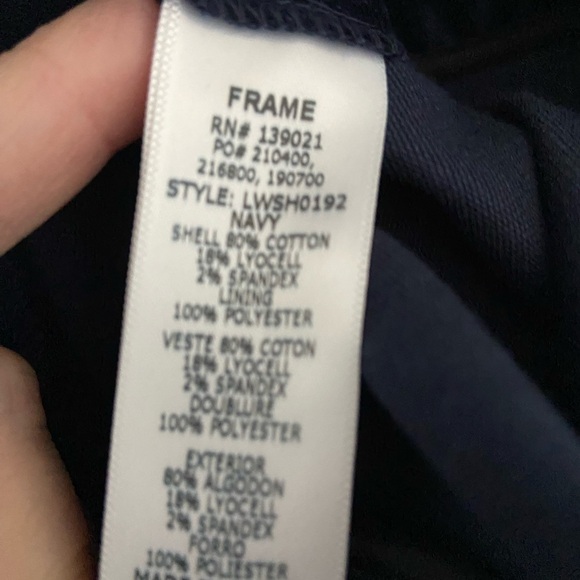 FRAME
RN# 139021
PO# 210400,
216800, 190700
STYLE: LWSH0192
NAVY
SHELL 80% COTTON
18% LYOCELL
2% SPANDEX
LINING
100% POLYESTER
VESTE 80% COTON
18% LYOCELL
2% SPANDEX
DOUBLURE
100% POLYESTER
EXTERIOR
80% ALGODON
18% LYOCELL
2% SPANDEX
FORRO
100% POLIESTER